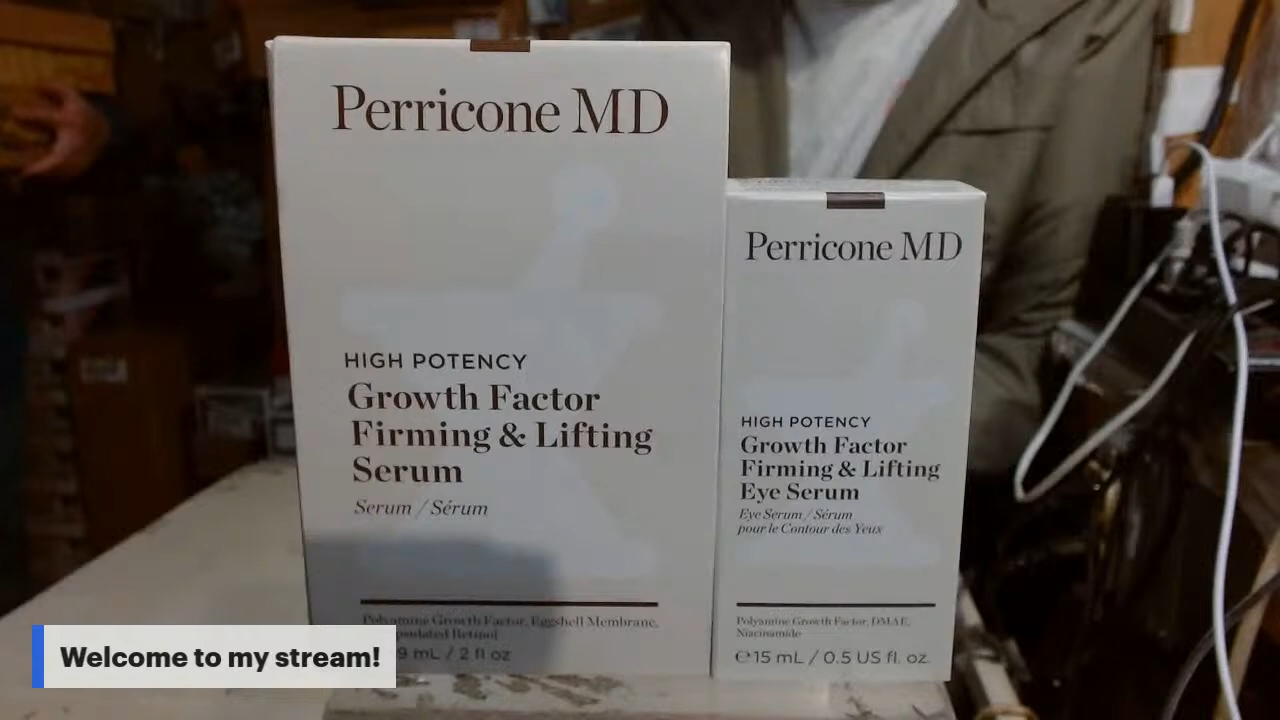 Perricone MD
HIGH POTENCY
Growth Factor
Firming & Lifting
Serum
Serum / Sérum
Polyamine Growth Factor, Eggshell Membrane,
Retinol
9 mL / 2 fl oz
Perricone MD
HIGH POTENCY
Growth Factor
Firming & Lifting
Eye Serum
Eye Serum / Sérum
pour le Contour des Yeux
Polyamine Growth Factor, DMAE,
Niacinamide
℮ 15 mL / 0.5 US fl. oz.
Welcome to my stream!